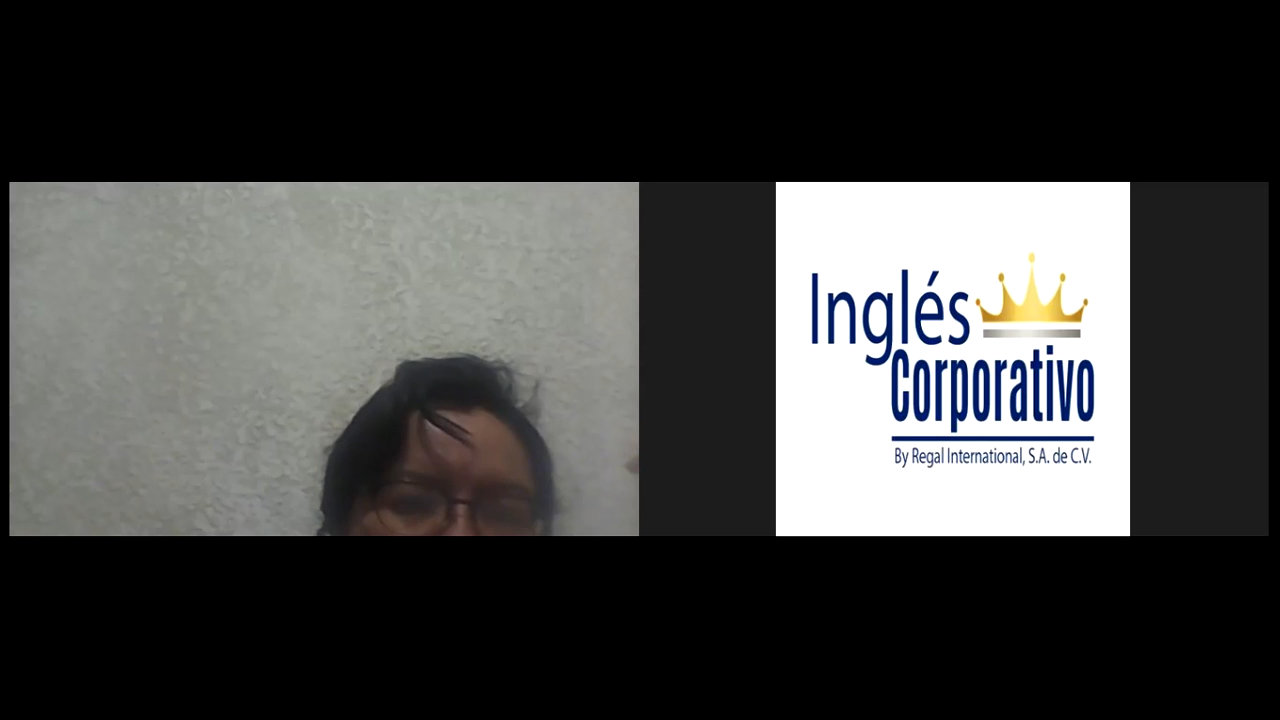 Inglés
Corporativo
By Regal International, S.A. de C.V.